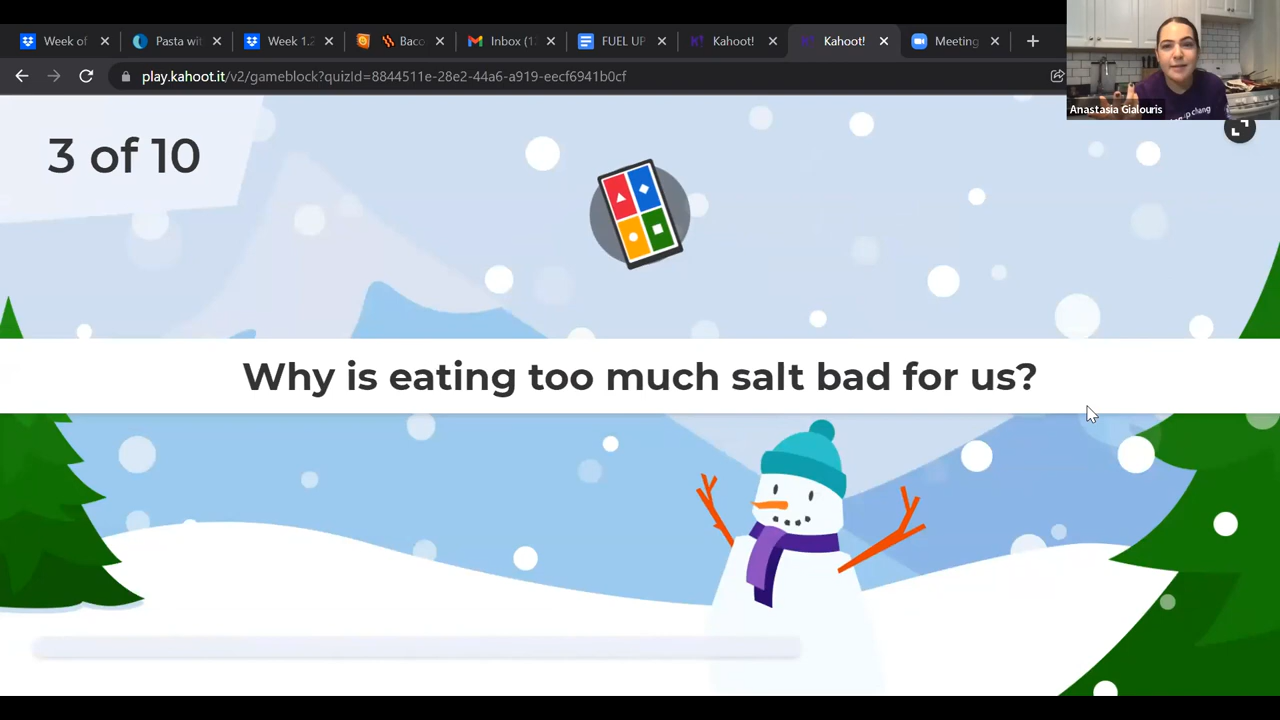 Week of
Pasta wit
Week 1.2
Baco
Inbox (1
FUEL UP
Kahoot!
Kahoot!
Meeting
play.kahoot.it/v2/gameblock?quizId=8844511e-28e2-44a6-a919-eecf6941b0cf
Anastasia Gialouris
3 of 10
Why is eating too much salt bad for us?